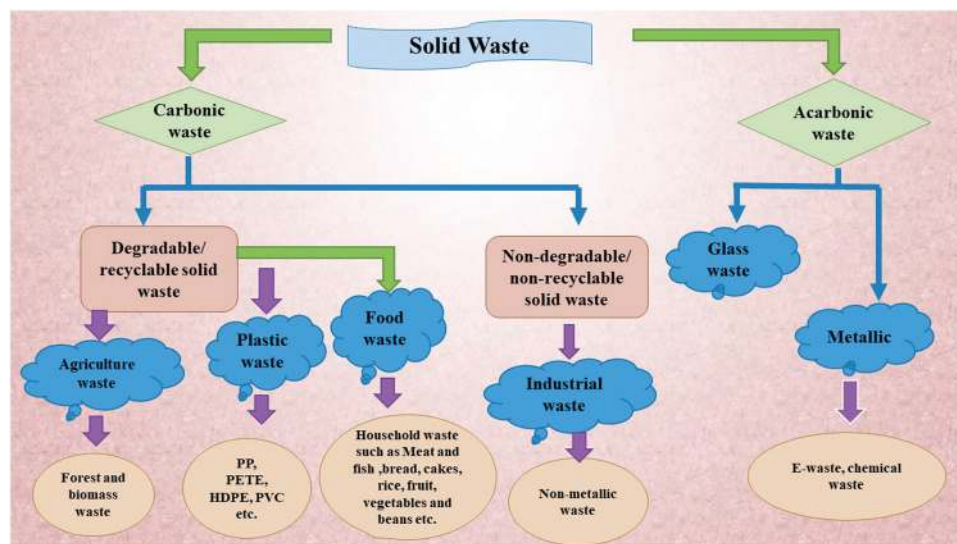 Solid Waste
Carbonic
waste
Acarbonic
waste
Degradable/
recyclable solid
waste
Non-degradable/
non-recyclable
solid waste
Glass
waste
Agriculture
waste
Plastic
waste
Food
waste
Industrial
waste
Metallic
Forest and
biomass
waste
PP,
PETE,
HDPE, PVC
etc.
Household waste
such as Meat and
fish ,bread, cakes,
rice, fruit,
vegetables and
beans etc.
Non-metallic
waste
E-waste, chemical
waste